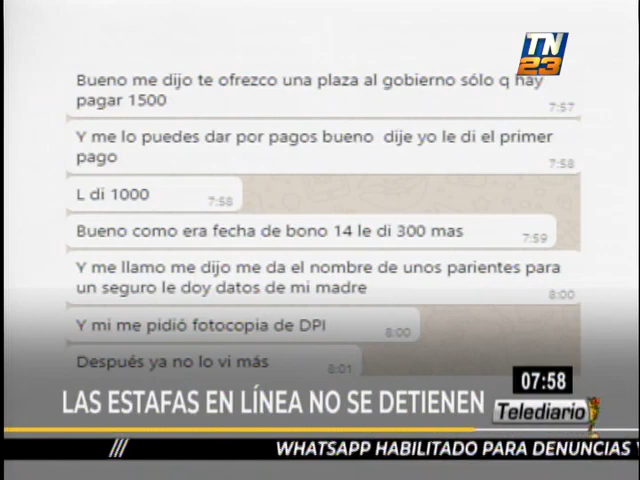 TN
23
Bueno me dijo te ofrezco una plaza al gobierno sólo q hay
pagar 1500
7:57
Y me lo puedes dar por pagos bueno dije yo le di el primer
pago
7:58
L di 1000
7:58
Bueno como era fecha de bono 14 le di 300 mas
7:59
Y me llamo me dijo me da el nombre de unos parientes para
un seguro le doy datos de mi madre
8:00
Y mi me pidió fotocopia de DPI
8:00
Después ya no lo vi más
8:01
07:58
LAS ESTAFAS EN LÍNEA NO SE DETIENEN
Telediario
/// WHATSAPP HABILITADO PARA DENUNCIAS